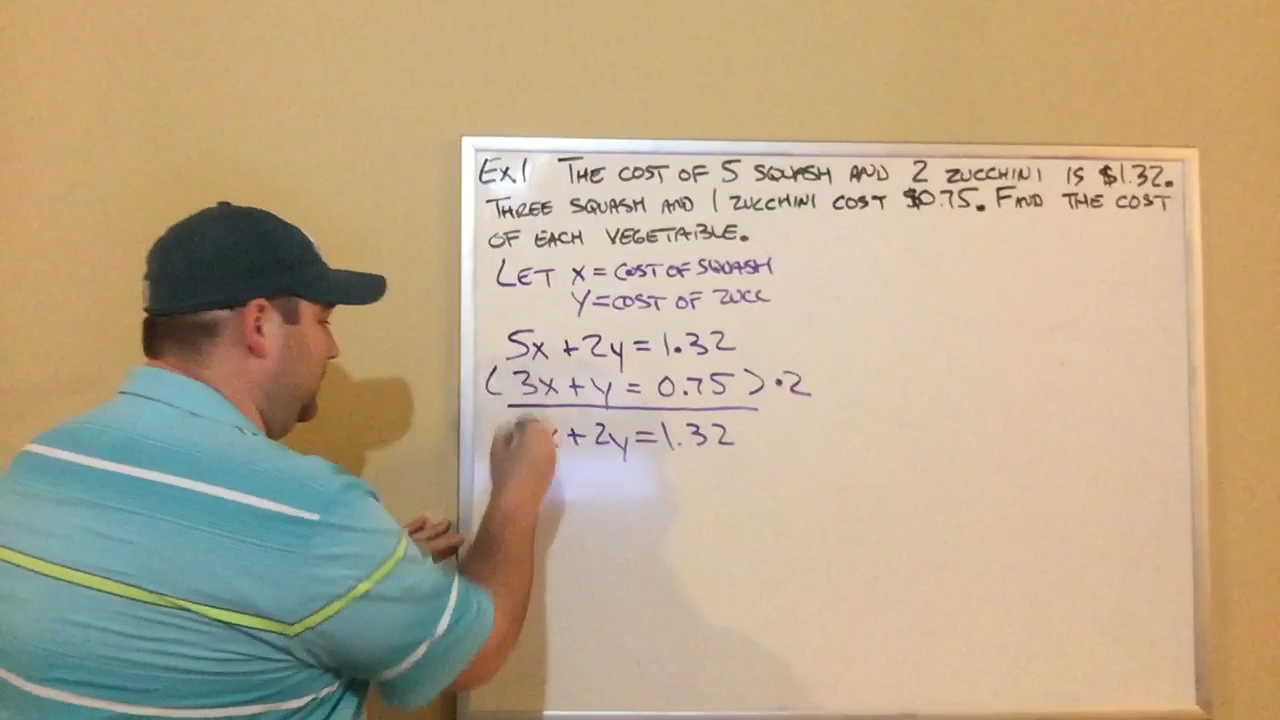 Ex.1 THE COST OF 5 SQUASH AND 2 ZUCCHINI IS $1.32.
THREE SQUASH AND 1 ZUCCHINI COST $0.75. FIND THE COST
OF EACH VEGETABLE.
LET X = COST OF SQUASH
Y = COST OF ZUCC
5x + 2y = 1.32
(3x + y = 0.75) • 2
x + 2y = 1.32